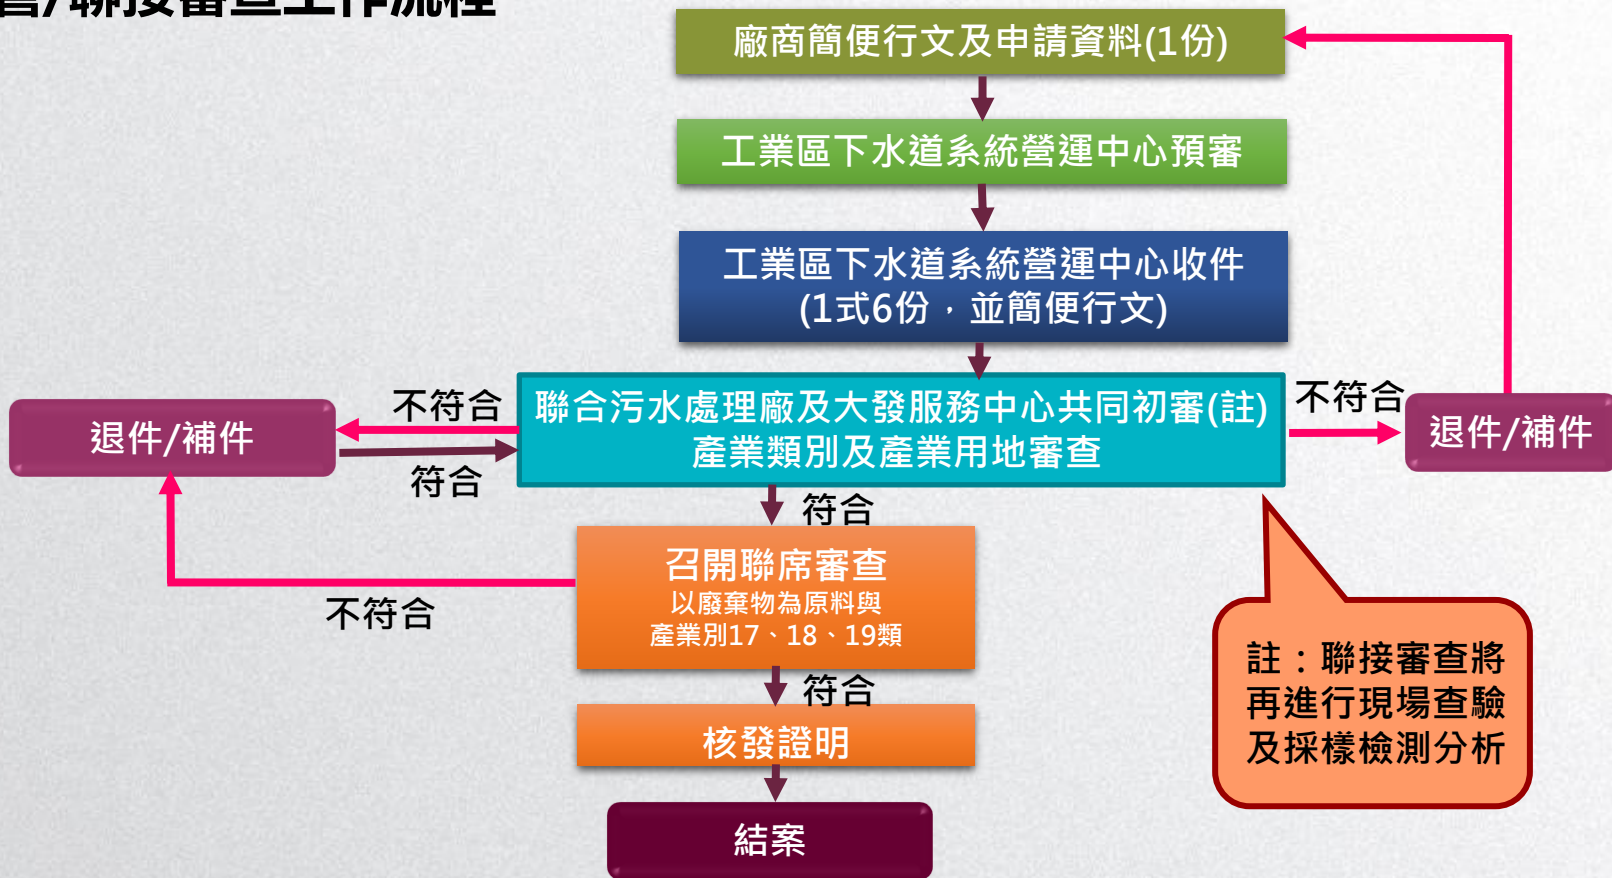 /聯接審查工作流程
廠商簡便行文及申請資料(1份)
工業區下水道系統營運中心預審
工業區下水道系統營運中心收件
(1式6份，並簡便行文)
不符合
聯合污水處理廠及大發服務中心共同初審(註)
產業類別及產業用地審查
不符合
退件/補件
退件/補件
符合
符合
召開聯席審查
以廢棄物為原料與
產業別17、18、19類
不符合
註：聯接審查將
再進行現場查驗
及採樣檢測分析
符合
核發證明
結案